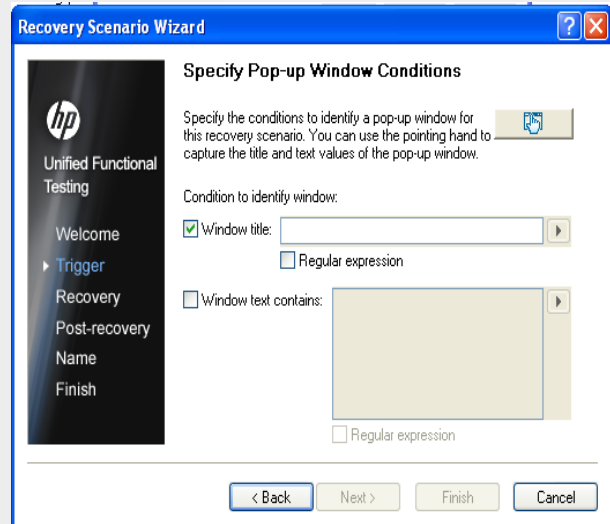 Recovery Scenario Wizard
?
X
hp
Unified Functional
Testing
Welcome
Trigger
Recovery
Post-recovery
Name
Finish
Specify Pop-up Window Conditions
Specify the conditions to identify a pop-up window for
this recovery scenario. You can use the pointing hand to
capture the title and text values of the pop-up window.
Condition to identify window:
Window title:
Regular expression
Window text contains:
Regular expression
< Back
Next >
Finish
Cancel